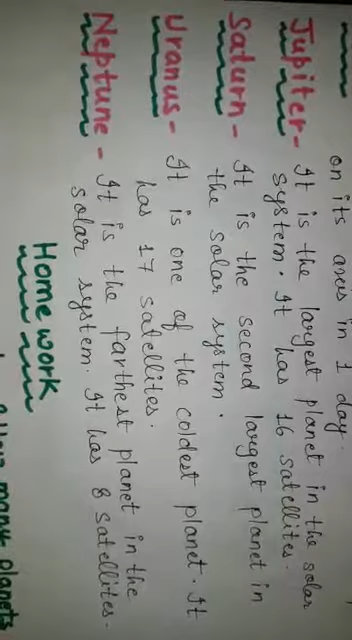 on its axis in 1 day.
Jupiter - It is the largest planet in the solar
system. It has 16 satellites.
Saturn - It is the second largest planet in
the solar system.
Uranus - It is one of the coldest planet. It
has 17 satellites.
Neptune - It is the farthest planet in the
solar system. It has 8 satellites.
Home work
many planets